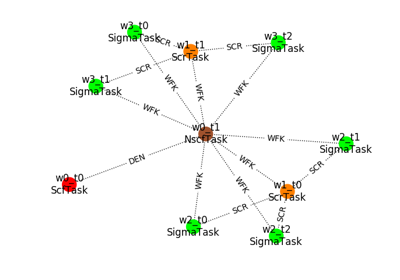 w3_t0
SigmaTask
SCR
w1_t1
ScrTask
SCR
w3_t2
SigmaTask
w3_t1
SigmaTask
SCR
WFK
WFK
WFK
WFK
w0_t1
NscrTask
WFK
w2_t1
SigmaTask
DEN
WFK
SCR
w0_t0
ScrTask
WFK
WFK
w1_t0
ScrTask
SCR
SCR
w2_t0
SigmaTask
w2_t2
SigmaTask